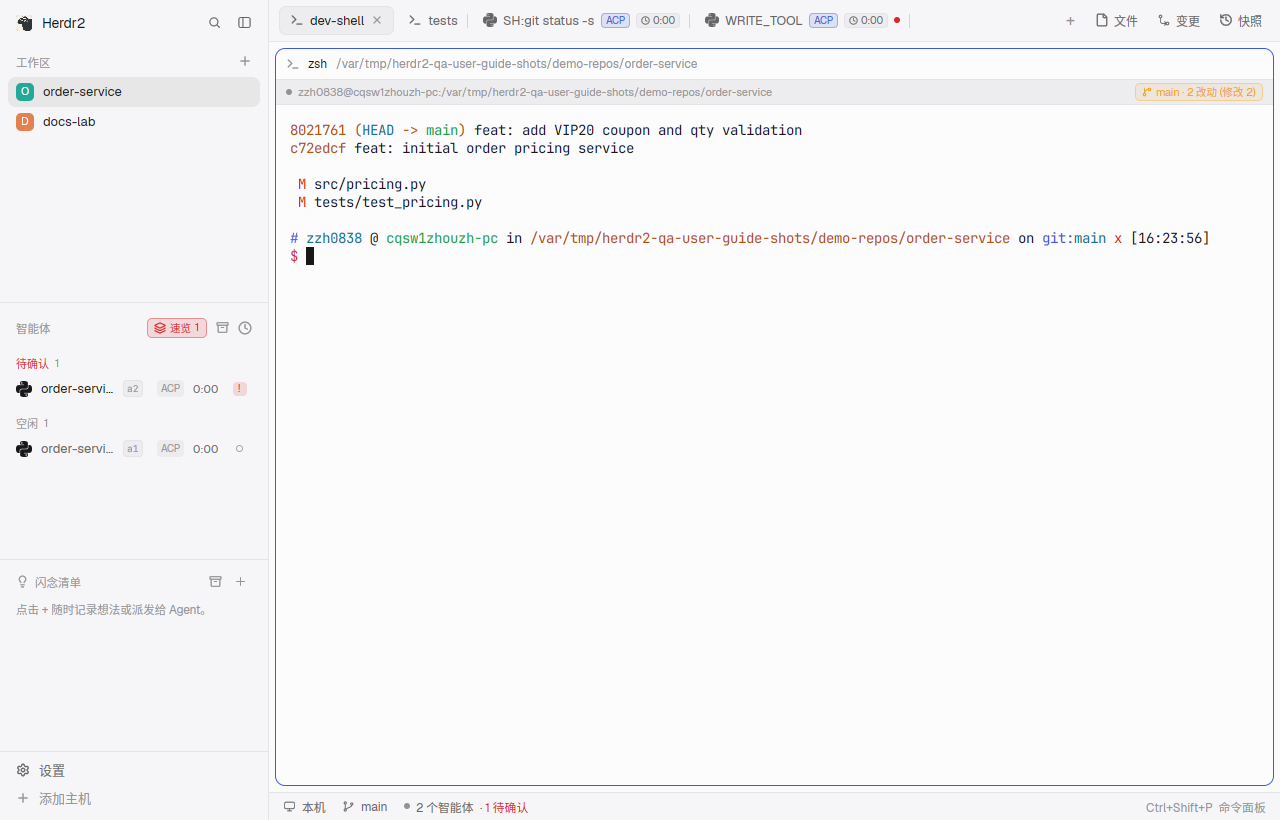 Herdr2
工作区
O order-service
D docs-lab
智能体 速览 1
待确认 1
order-servi... a2 ACP 0:00 !
空闲 1
order-servi... a1 ACP 0:00
闪念清单
点击 + 随时记录想法或派发给 Agent。
设置
添加主机
dev-shell tests SH:git status -s ACP 0:00 WRITE_TOOL ACP 0:00 文件 变更 快照
zsh /var/tmp/herdr2-qa-user-guide-shots/demo-repos/order-service
zzh0838@cqsw1zhouzh-pc:/var/tmp/herdr2-qa-user-guide-shots/demo-repos/order-service main · 2 改动 (修改 2)
8021761 (HEAD -> main) feat: add VIP20 coupon and qty validation
c72edcf feat: initial order pricing service
M src/pricing.py
M tests/test_pricing.py
# zzh0838 @ cqsw1zhouzh-pc in /var/tmp/herdr2-qa-user-guide-shots/demo-repos/order-service on git:main x [16:23:56]
$
本机 main 2 个智能体 · 1 待确认 Ctrl+Shift+P 命令面板